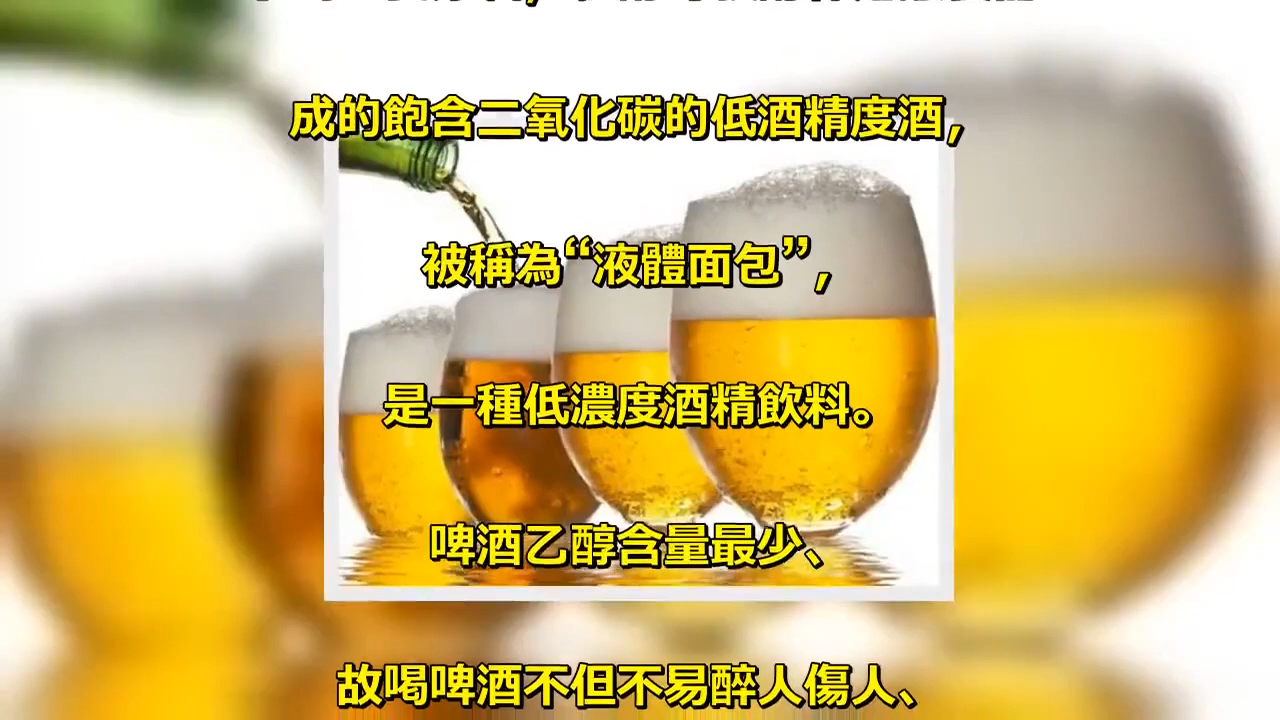 成的飽含二氧化碳的低酒精度酒,
被稱為“液體面包”,
是一種低濃度酒精飲料。
啤酒乙醇含量最少、
故喝啤酒不但不易醉人傷人、